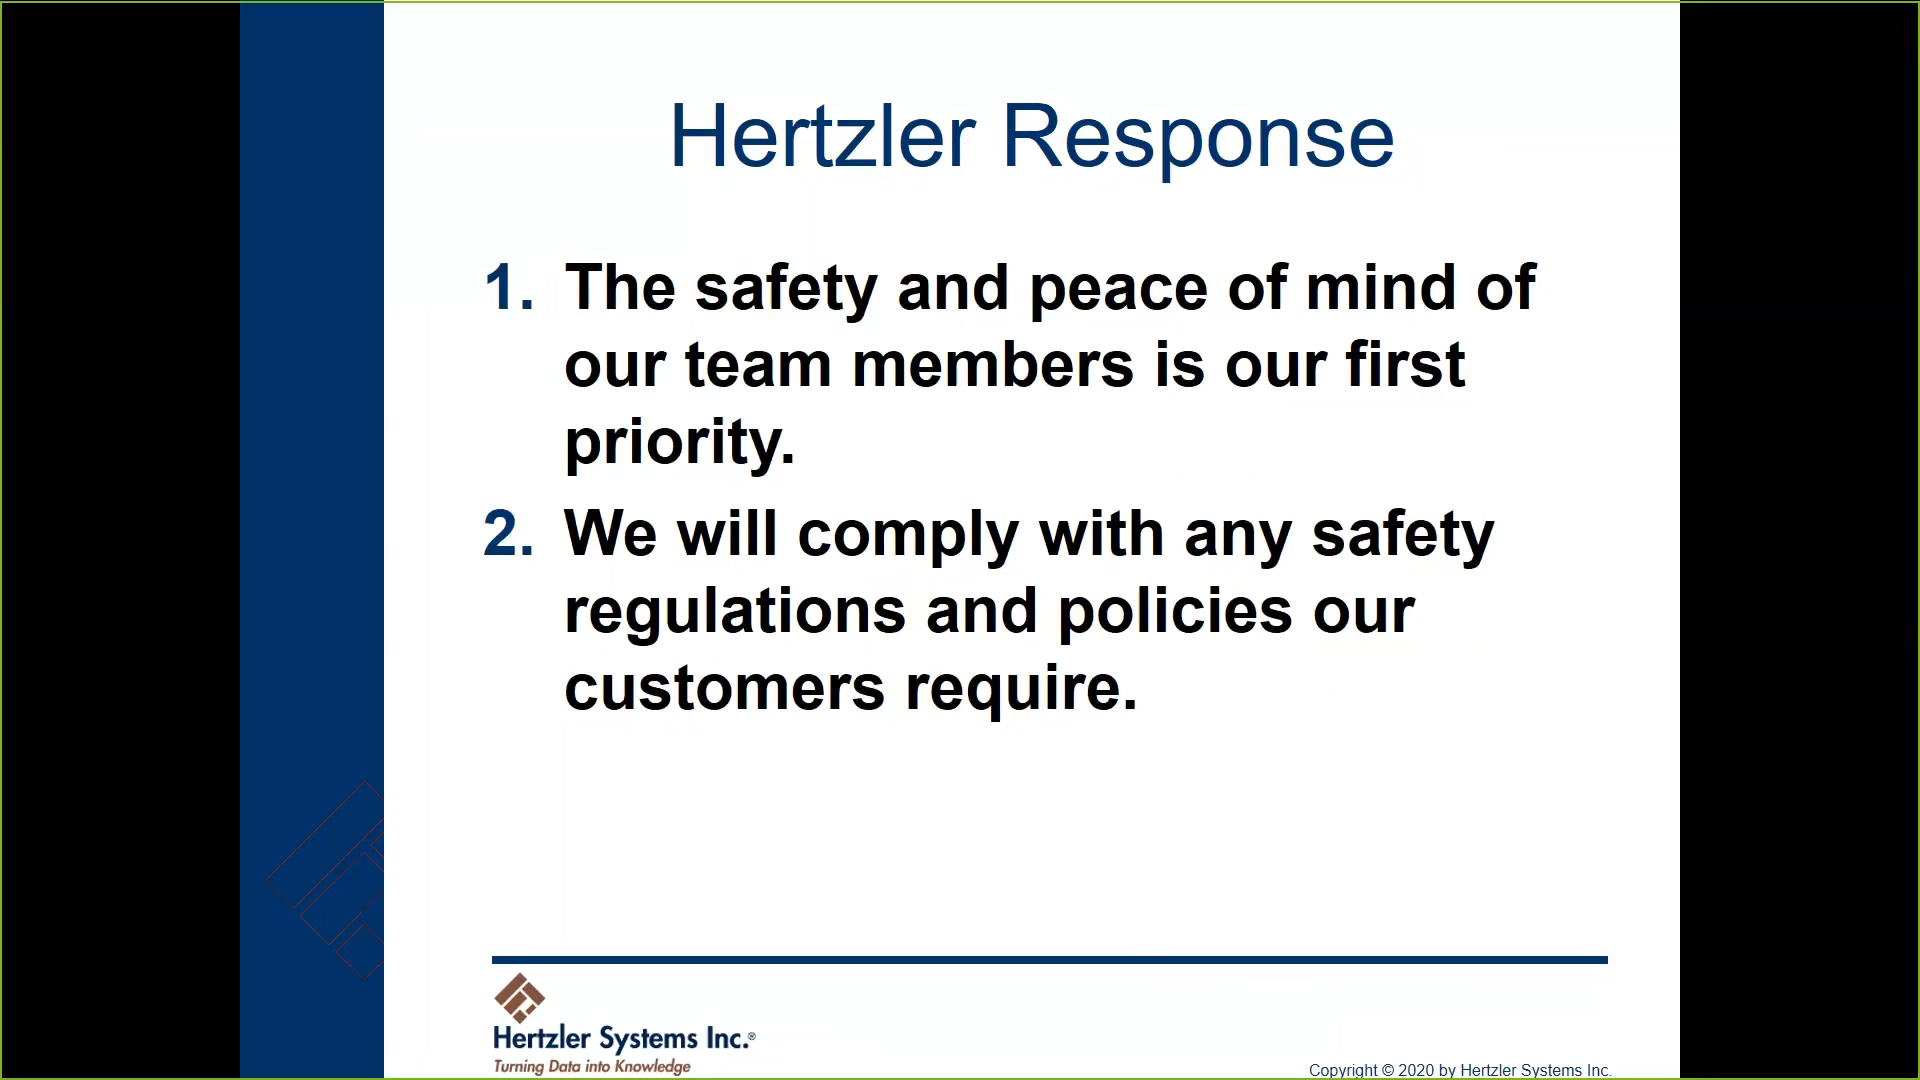 Hertzler Response
1. The safety and peace of mind of
our team members is our first
priority.
2. We will comply with any safety
regulations and policies our
customers require.
Hertzler Systems Inc.®
Turning Data into Knowledge
Copyright © 2020 by Hertzler Systems Inc.